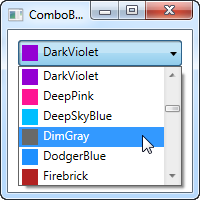 ComboB...
DarkViolet
DarkViolet
DeepPink
DeepSkyBlue
DimGray
DodgerBlue
Firebrick